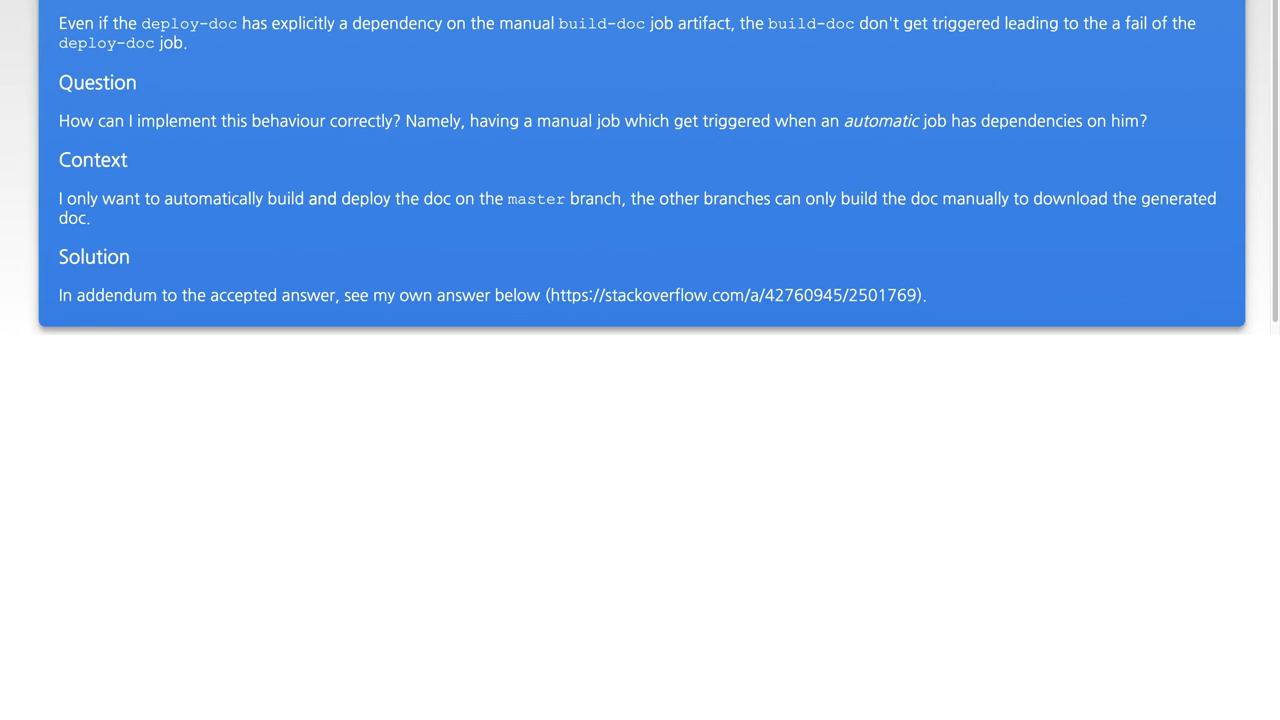 Even if the deploy-doc has explicitly a dependency on the manual build-doc job artifact, the build-doc don't get triggered leading to the a fail of the
deploy-doc job.
Question
How can I implement this behaviour correctly? Namely, having a manual job which get triggered when an automatic job has dependencies on him?
Context
I only want to automatically build and deploy the doc on the master branch, the other branches can only build the doc manually to download the generated
doc.
Solution
In addendum to the accepted answer, see my own answer below (https://stackoverflow.com/a/42760945/2501769).